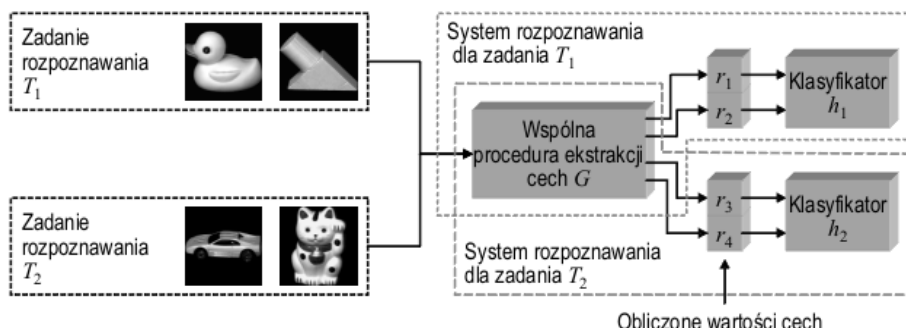 Zadanie
rozpoznawania
T1
Zadanie
rozpoznawania
T2
System rozpoznawania
dla zadania T1
Wspólna
procedura ekstrakcji
cech G
r1
r2
Klasyfikator
h1
r3
r4
Klasyfikator
h2
System rozpoznawania
dla zadania T2
Obliczone wartości cech